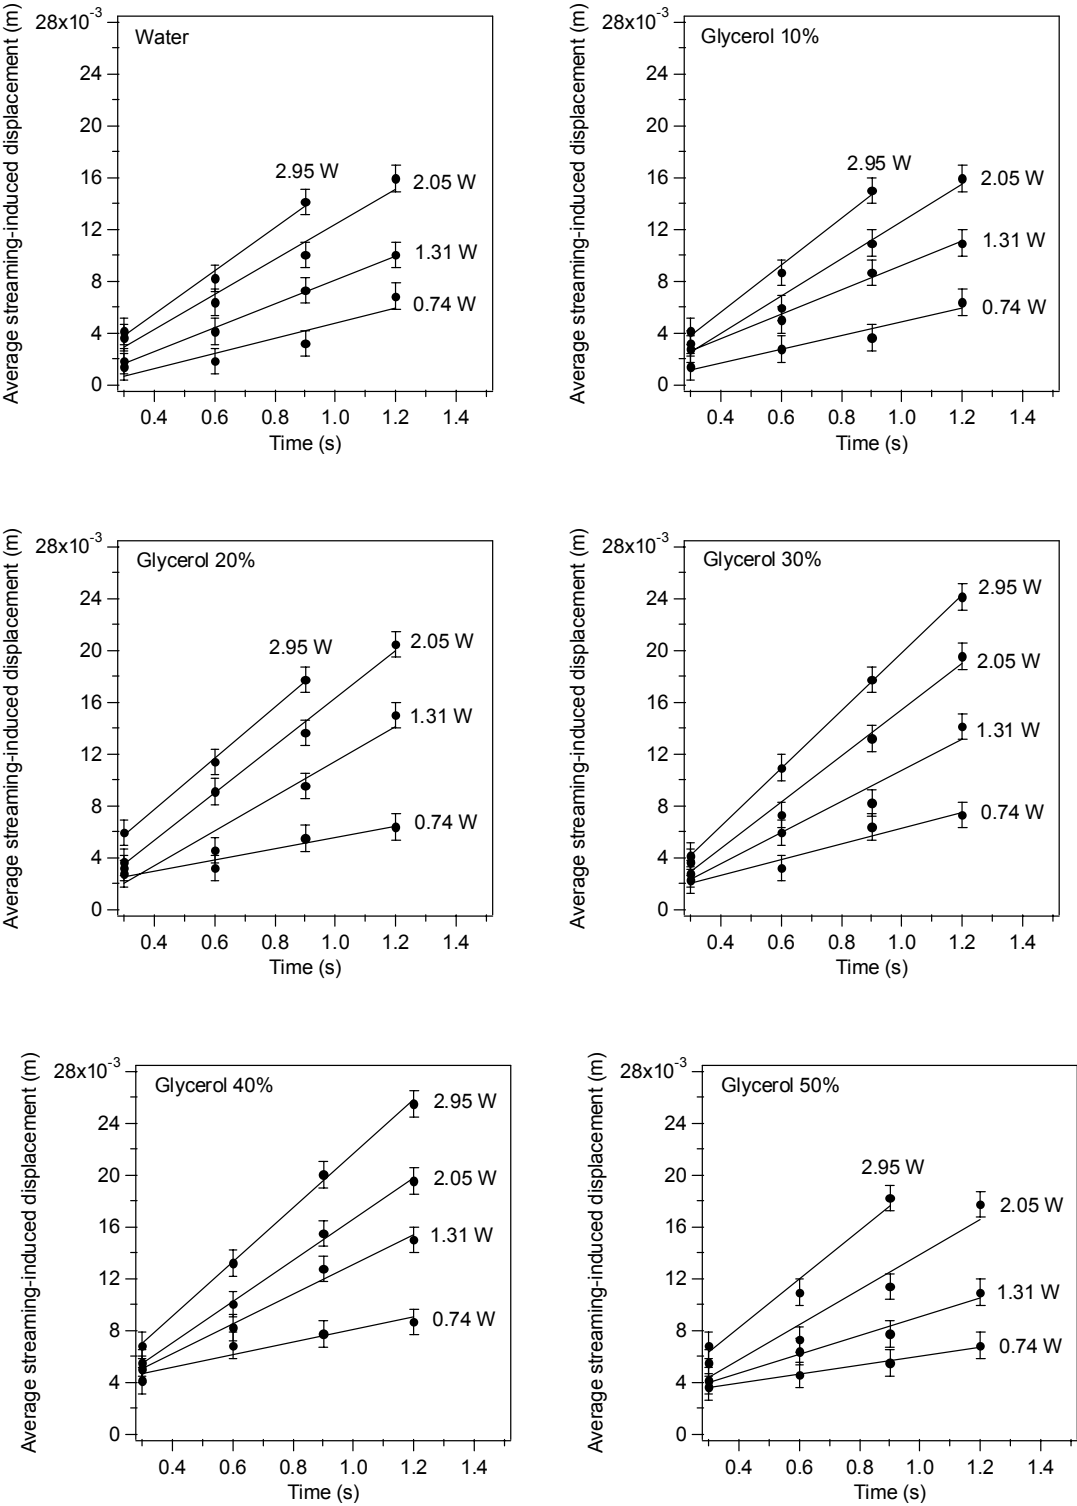 Average streaming-induced displacement (m)
28x10-3
24
20
16
12
8
4
0
Water
2.95 W
2.05 W
1.31 W
0.74 W
0.4 0.6 0.8 1.0 1.2 1.4
Time (s)
Average streaming-induced displacement (m)
28x10-3
24
20
16
12
8
4
0
Glycerol 10%
2.95 W
2.05 W
1.31 W
0.74 W
0.4 0.6 0.8 1.0 1.2 1.4
Time (s)
Average streaming-induced displacement (m)
28x10-3
24
20
16
12
8
4
0
Glycerol 20%
2.95 W
2.05 W
1.31 W
0.74 W
0.4 0.6 0.8 1.0 1.2 1.4
Time (s)
Average streaming-induced displacement (m)
28x10-3
24
20
16
12
8
4
0
Glycerol 30%
2.95 W
2.05 W
1.31 W
0.74 W
0.4 0.6 0.8 1.0 1.2 1.4
Time (s)
Average streaming-induced displacement (m)
28x10-3
24
20
16
12
8
4
0
Glycerol 40%
2.95 W
2.05 W
1.31 W
0.74 W
0.4 0.6 0.8 1.0 1.2 1.4
Time (s)
Average streaming-induced displacement (m)
28x10-3
24
20
16
12
8
4
0
Glycerol 50%
2.95 W
2.05 W
1.31 W
0.74 W
0.4 0.6 0.8 1.0 1.2 1.4
Time (s)